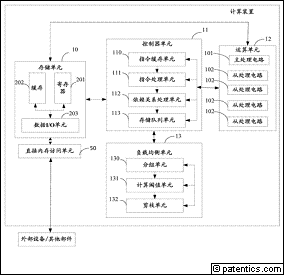 计算装置
10
存储单元
202
缓存
寄存器
201
203
数据I/O单元
直接内存访问单元
50
外部设备/其他部件
11
控制器单元
110
指令缓存单元
111
指令处理单元
112
依赖关系处理单元
113
存储队列单元
13
负载均衡单元
130
分组单元
131
计算阈值单元
132
剪枝单元
12
运算单元
101
主处理电路
102
从处理电路
102
从处理电路
102
从处理电路
102
从处理电路
© patentics.com